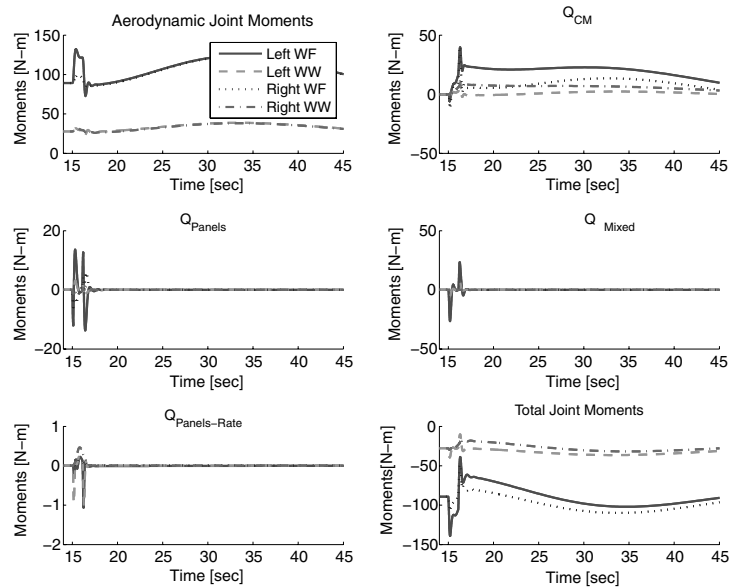 Aerodynamic Joint Moments
Moments [N-m]
150
100
50
0
15 20 25 30 35 40 45
Time [sec]
Left WF
Left WW
Right WF
Right WW
Q CM
Moments [N-m]
50
0
−50
15 20 25 30 35 40 45
Time [sec]
Q Panels
Moments [N-m]
20
0
−20
15 20 25 30 35 40 45
Time [sec]
Q Mixed
Moments [N-m]
50
0
−50
15 20 25 30 35 40 45
Time [sec]
Q Panels−Rate
Moments [N-m]
1
0
−1
−2
15 20 25 30 35 40 45
Time [sec]
Total Joint Moments
Moments[N-m]
0
−50
−100
−150
15 20 25 30 35 40 45
Time [sec]